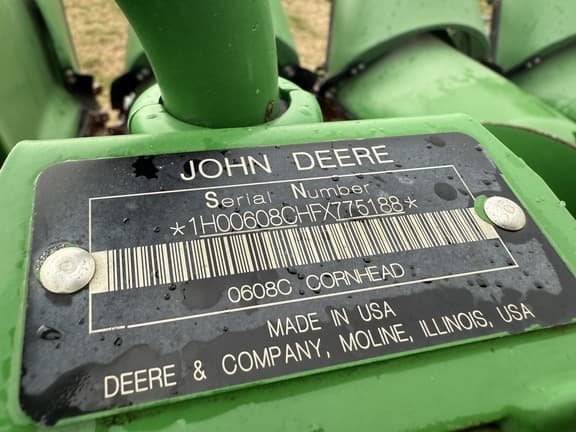 JOHN DEERE
Serial Number
*1H00608CHFX775188*
0608C CORNHEAD
MADE IN USA
DEERE & COMPANY, MOLINE, ILLINOIS, USA